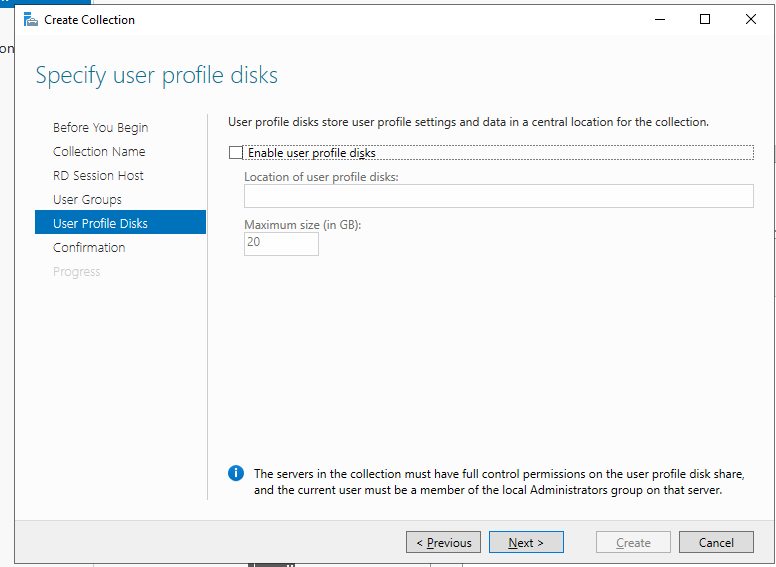 Create Collection
on
Specify user profile disks
Before You Begin
Collection Name
RD Session Host
User Groups
User Profile Disks
Confirmation
Progress
User profile disks store user profile settings and data in a central location for the collection.
Enable user profile disks
Location of user profile disks:
Maximum size (in GB):
20
The servers in the collection must have full control permissions on the user profile disk share,
and the current user must be a member of the local Administrators group on that server.
< Previous
Next >
Create
Cancel